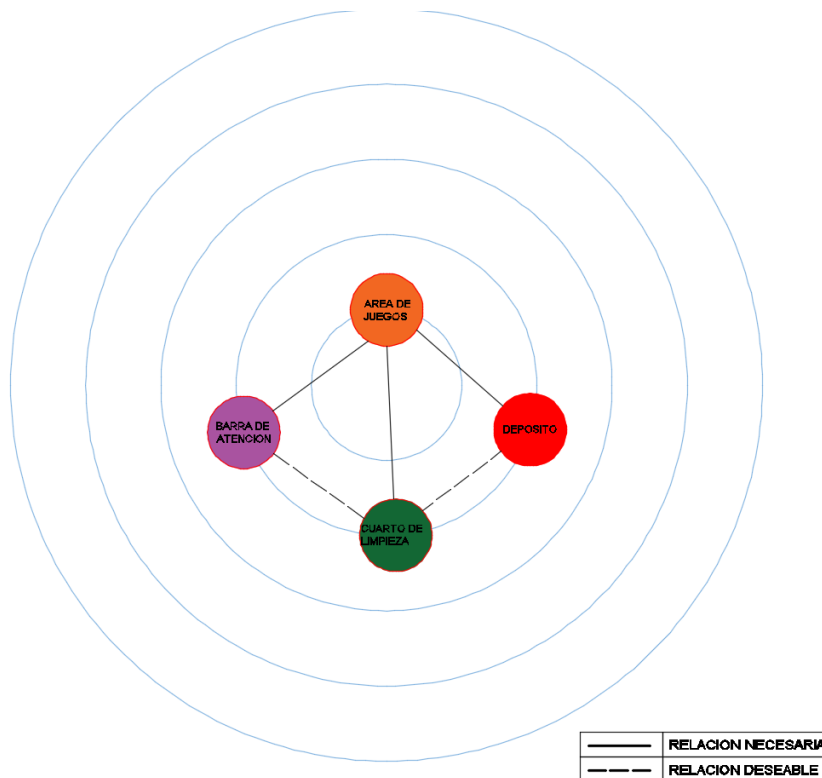 AREA DE
JUEGOS
BARRA DE
ATENCION
DEPOSITO
CUARTO DE
LIMPIEZA
RELACION NECESARIA
RELACION DESEABLE